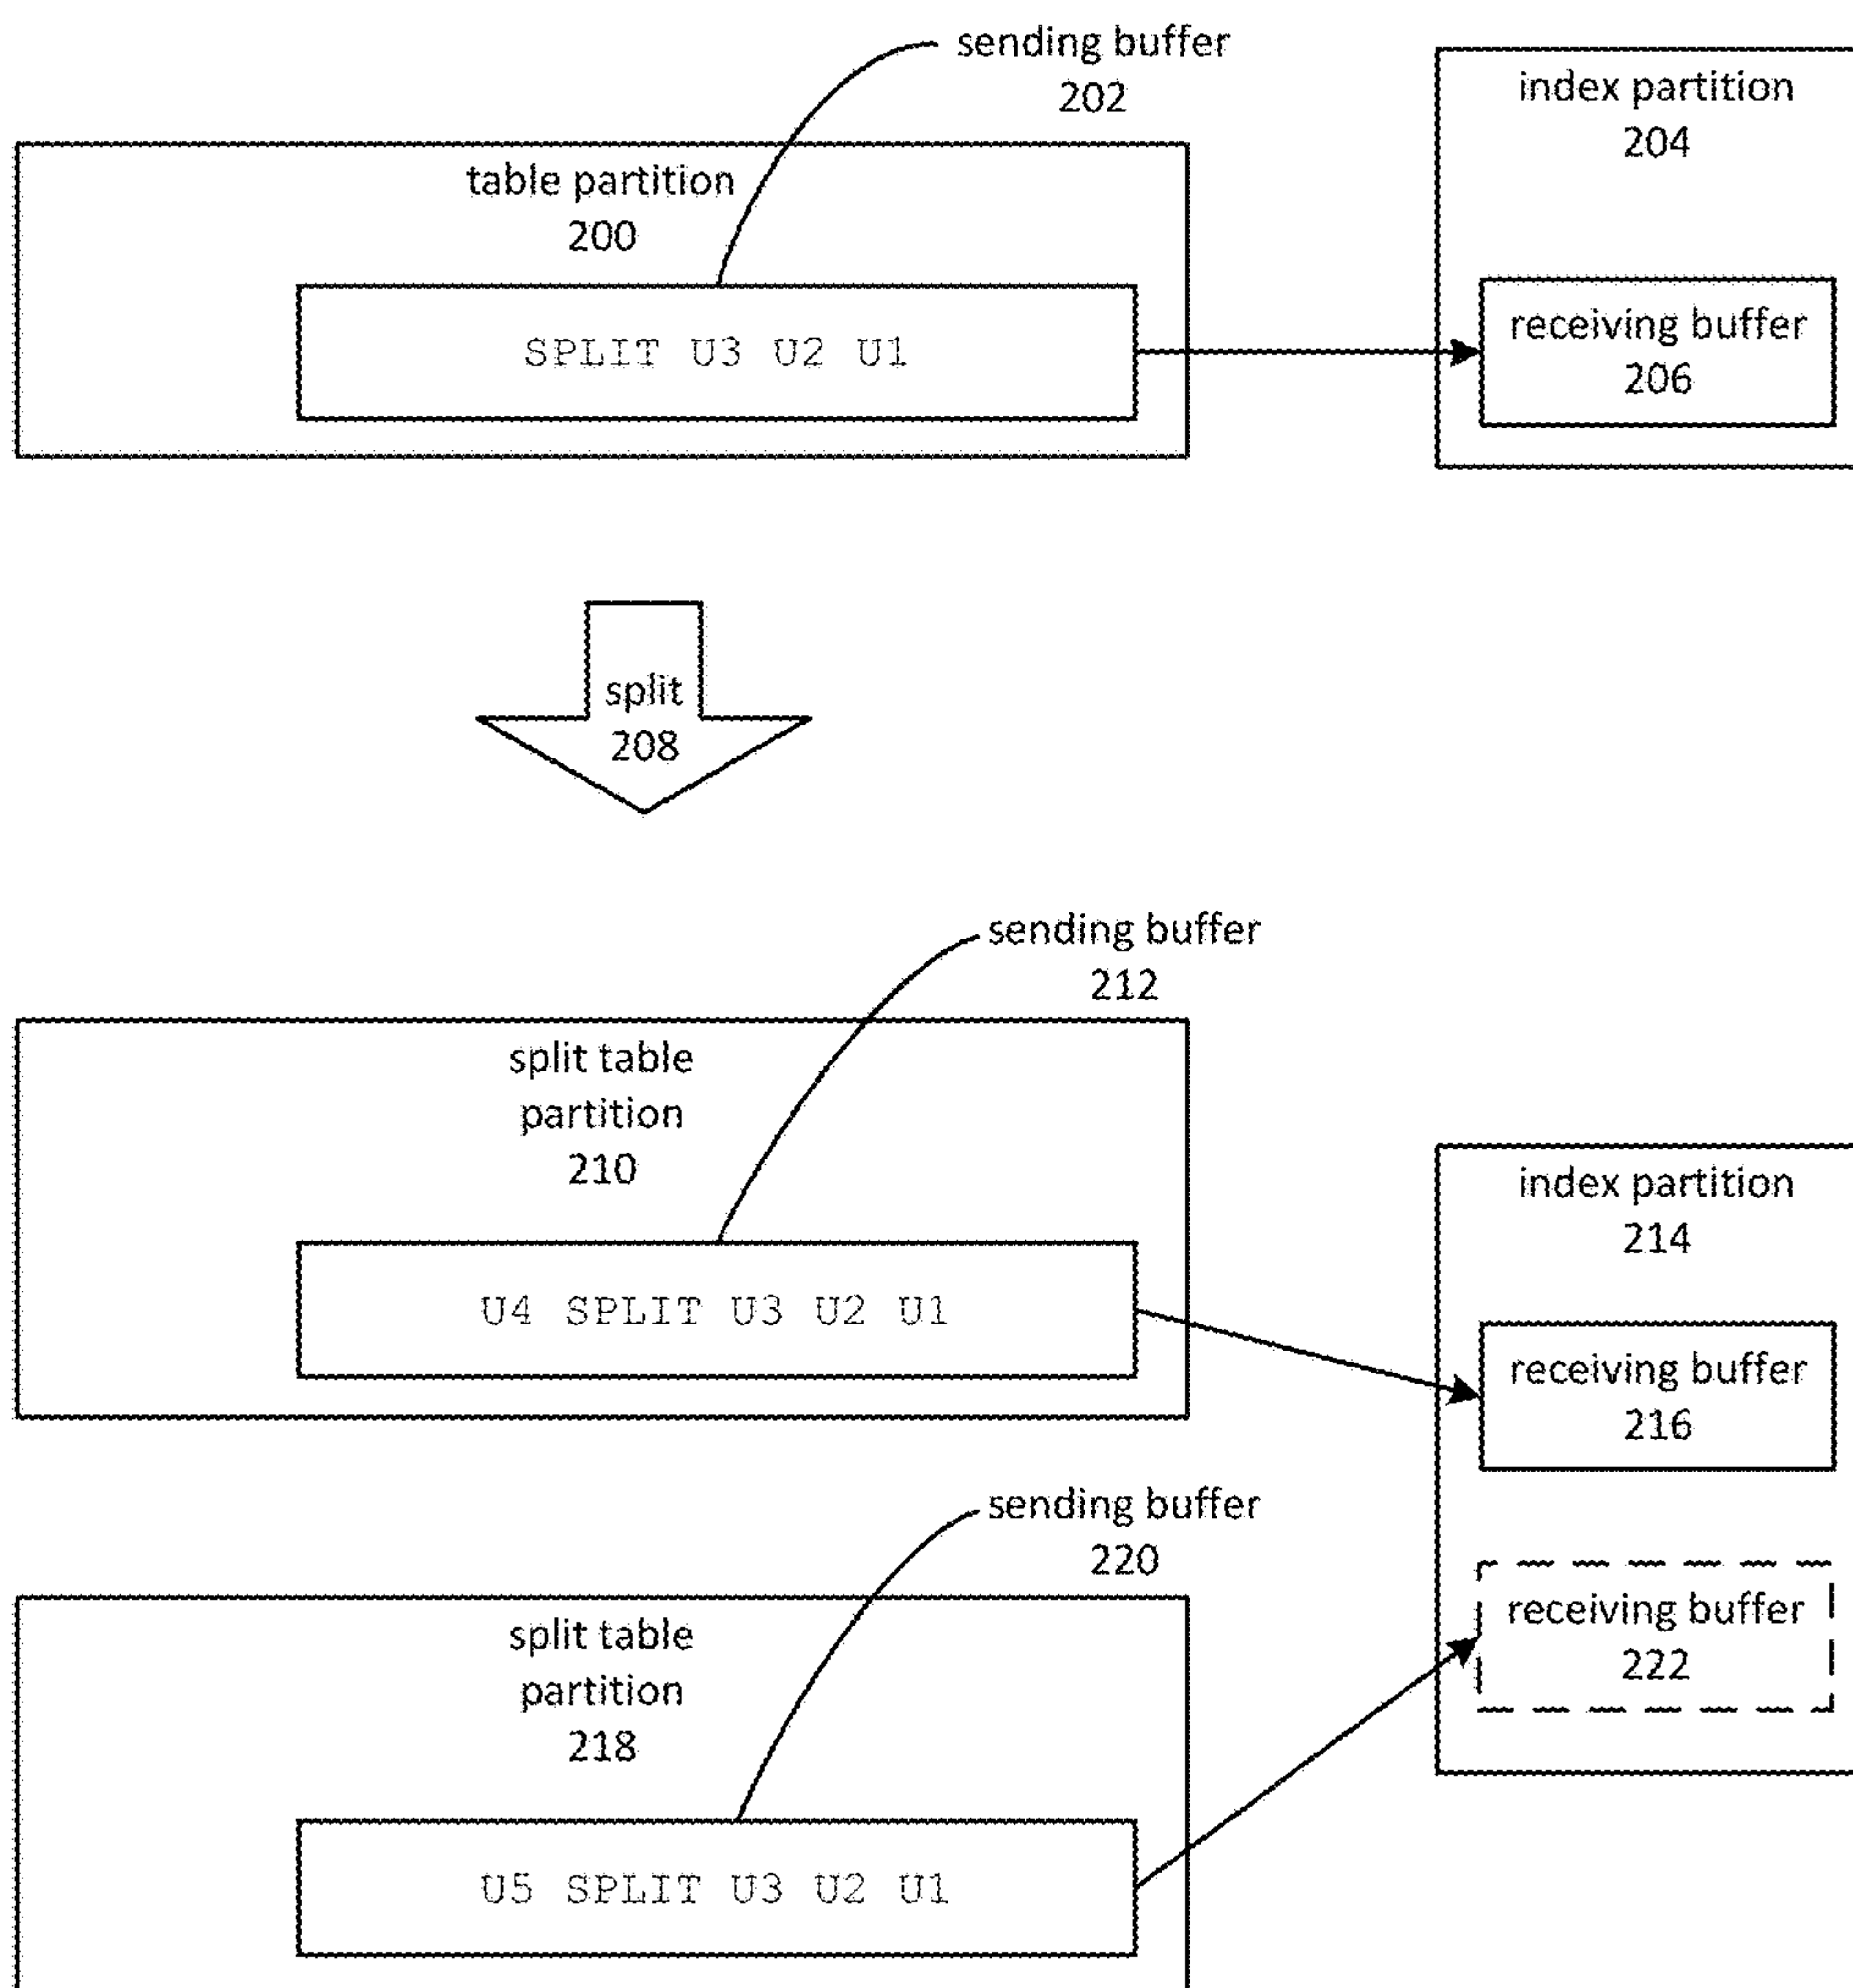 sending buffer
202
index partition
204
table partition
200
SPLIT U3 U2 U1
receiving buffer
206
split
208
sending buffer
212
split table
partition
210
index partition
214
U4 SPLIT U3 U2 U1
receiving buffer
216
sending buffer
220
split table
partition
218
receiving buffer
222
U5 SPLIT U3 U2 U1